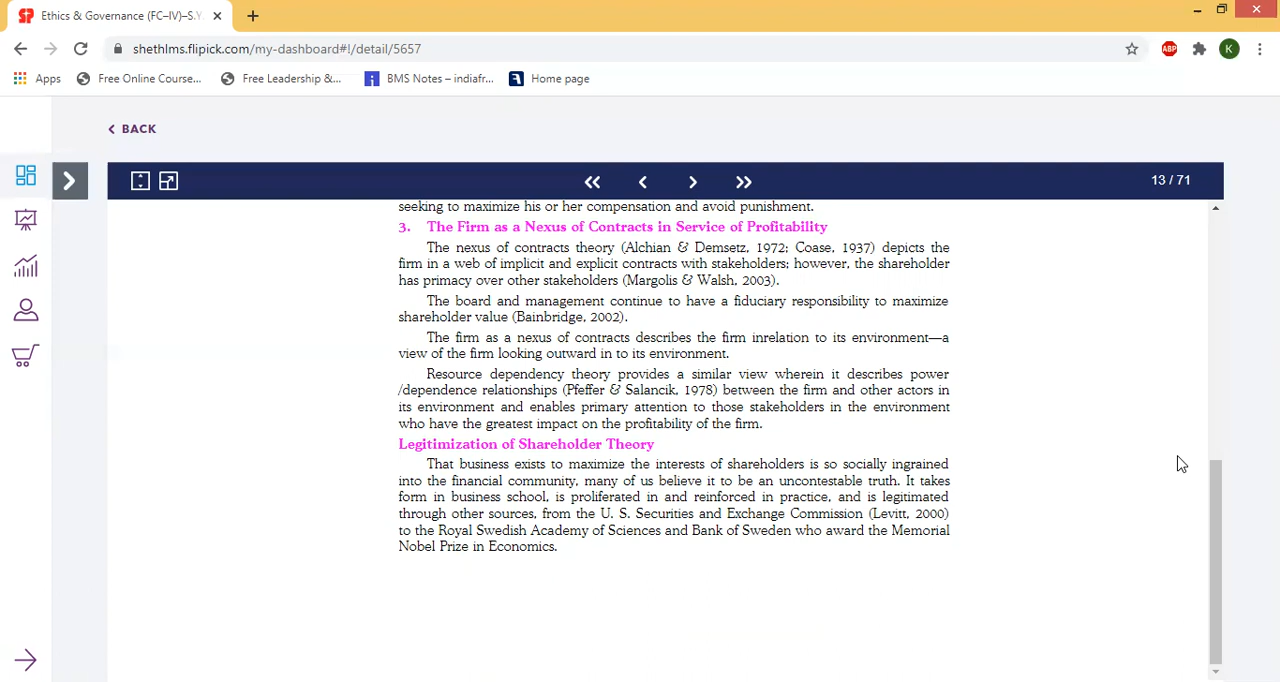 Ethics & Governance (FC–IV)–S.Y.
shethlms.flipick.com/my-dashboard#!/detail/5657
ABP
K
Apps
Free Online Course...
Free Leadership &...
BMS Notes – indiafr...
Home page
BACK
13 / 71
seeking to maximize his or her compensation and avoid punishment.
3. The Firm as a Nexus of Contracts in Service of Profitability
The nexus of contracts theory (Alchian & Demsetz, 1972; Coase, 1937) depicts the
firm in a web of implicit and explicit contracts with stakeholders; however, the shareholder
has primacy over other stakeholders (Margolis & Walsh, 2003).
The board and management continue to have a fiduciary responsibility to maximize
shareholder value (Bainbridge, 2002).
The firm as a nexus of contracts describes the firm inrelation to its environment—a
view of the firm looking outward in to its environment.
Resource dependency theory provides a similar view wherein it describes power
/dependence relationships (Pfeffer & Salancik, 1978) between the firm and other actors in
its environment and enables primary attention to those stakeholders in the environment
who have the greatest impact on the profitability of the firm.
Legitimization of Shareholder Theory
That business exists to maximize the interests of shareholders is so socially ingrained
into the financial community, many of us believe it to be an uncontestable truth. It takes
form in business school, is proliferated in and reinforced in practice, and is legitimated
through other sources, from the U. S. Securities and Exchange Commission (Levitt, 2000)
to the Royal Swedish Academy of Sciences and Bank of Sweden who award the Memorial
Nobel Prize in Economics.